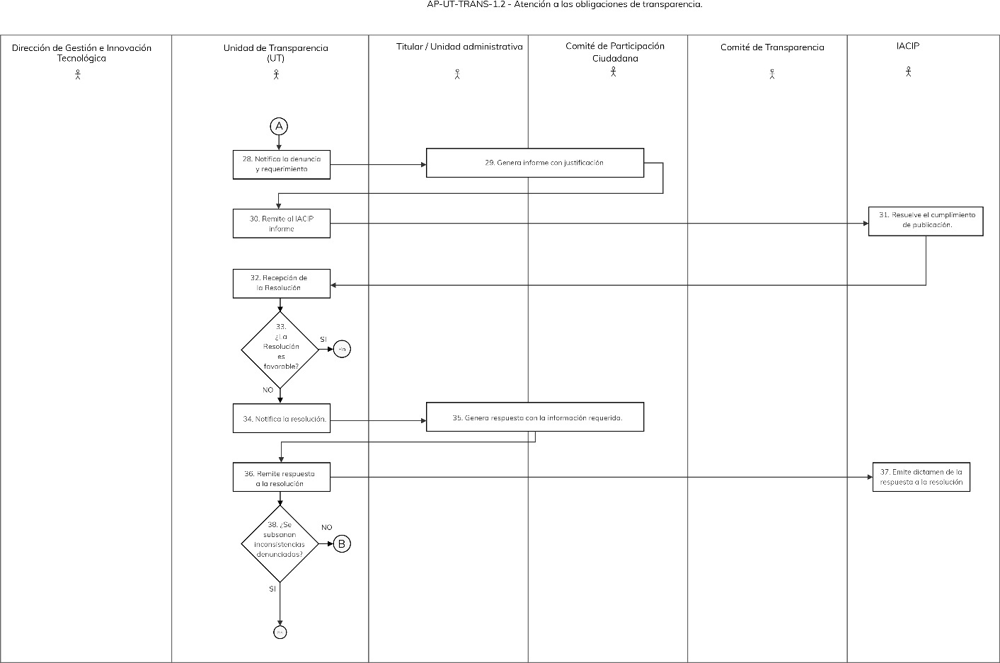 AP-UT-TRANS-1.2 - Atención a las obligaciones de transparencia.
Dirección de Gestión e Innovación
Tecnológica
Unidad de Transparencia
(UT)
Titular / Unidad administrativa
Comité de Participación
Ciudadana
Comité de Transparencia
IACIP
A
28. Notifica la denuncia
y requerimiento
29. Genera informe con justificación
30. Remite al IACIP
informe
31. Resuelve el cumplimiento
de publicación.
32. Recepción de
la Resolución
33.
¿La
Resolución
es
favorable?
SI
Fin
NO
34. Notifica la resolución.
35. Genera respuesta con la información requerida.
36. Remite respuesta
a la resolución
37. Emite dictamen de la
respuesta a la resolución
38. ¿Se
subsanan
inconsistencias
denunciadas?
NO
B
SI
Fin